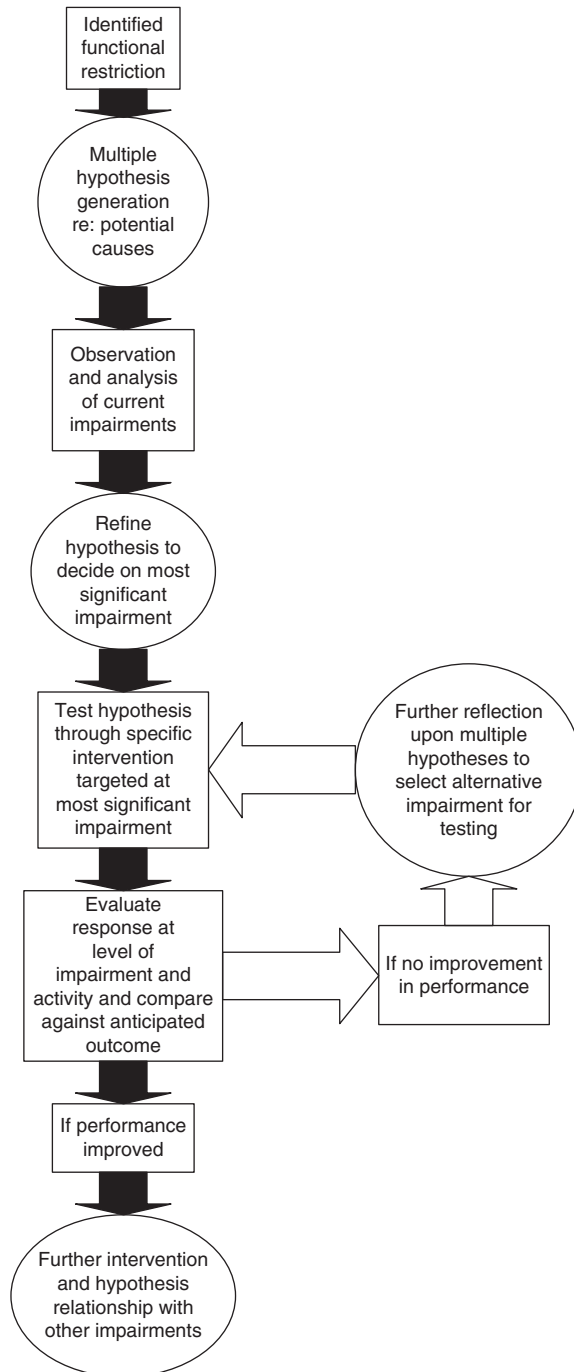 Identified
functional
restriction
Multiple
hypothesis
generation
re: potential
causes
Observation
and analysis
of current
impairments
Refine
hypothesis to
decide on most
significant
impairment
Test hypothesis
through specific
intervention
targeted at
most significant
impairment
Further reflection
upon multiple
hypotheses to
select alternative
impairment for
testing
Evaluate
response at
level of
impairment and
activity and compare
against anticipated
outcome
If no improvement
in performance
If performance
improved
Further intervention
and hypothesis
relationship with
other impairments